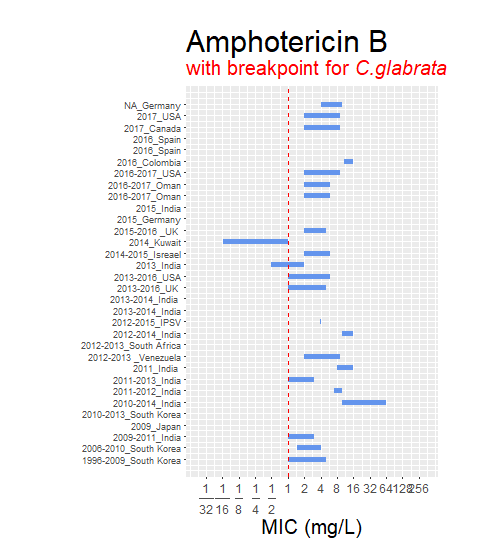 Amphotericin B
with breakpoint for C.glabrata
NA_Germany
2017_USA
2017_Canada
2016_Spain
2016_Spain
2016_Colombia
2016-2017_USA
2016-2017_Oman
2016-2017_Oman
2015_India
2015_Germany
2015-2016 _UK
2014_Kuwait
2014-2015_Isreael
2013_India
2013-2016_USA
2013-2016_UK
2013-2014_India
2013-2014_India
2012-2015_IPSV
2012-2014_India
2012-2013_South Africa
2012-2013 _Venezuela
2011_India
2011-2013_India
2011-2012_India
2010-2014_India
2010-2013_South Korea
2009_Japan
2009-2011_India
2006-2010_South Korea
1996-2009_South Korea
1 1 1 1 1 1 2 4 8 16 32 64 128 256
32 16 8 4 2
MIC (mg/L)